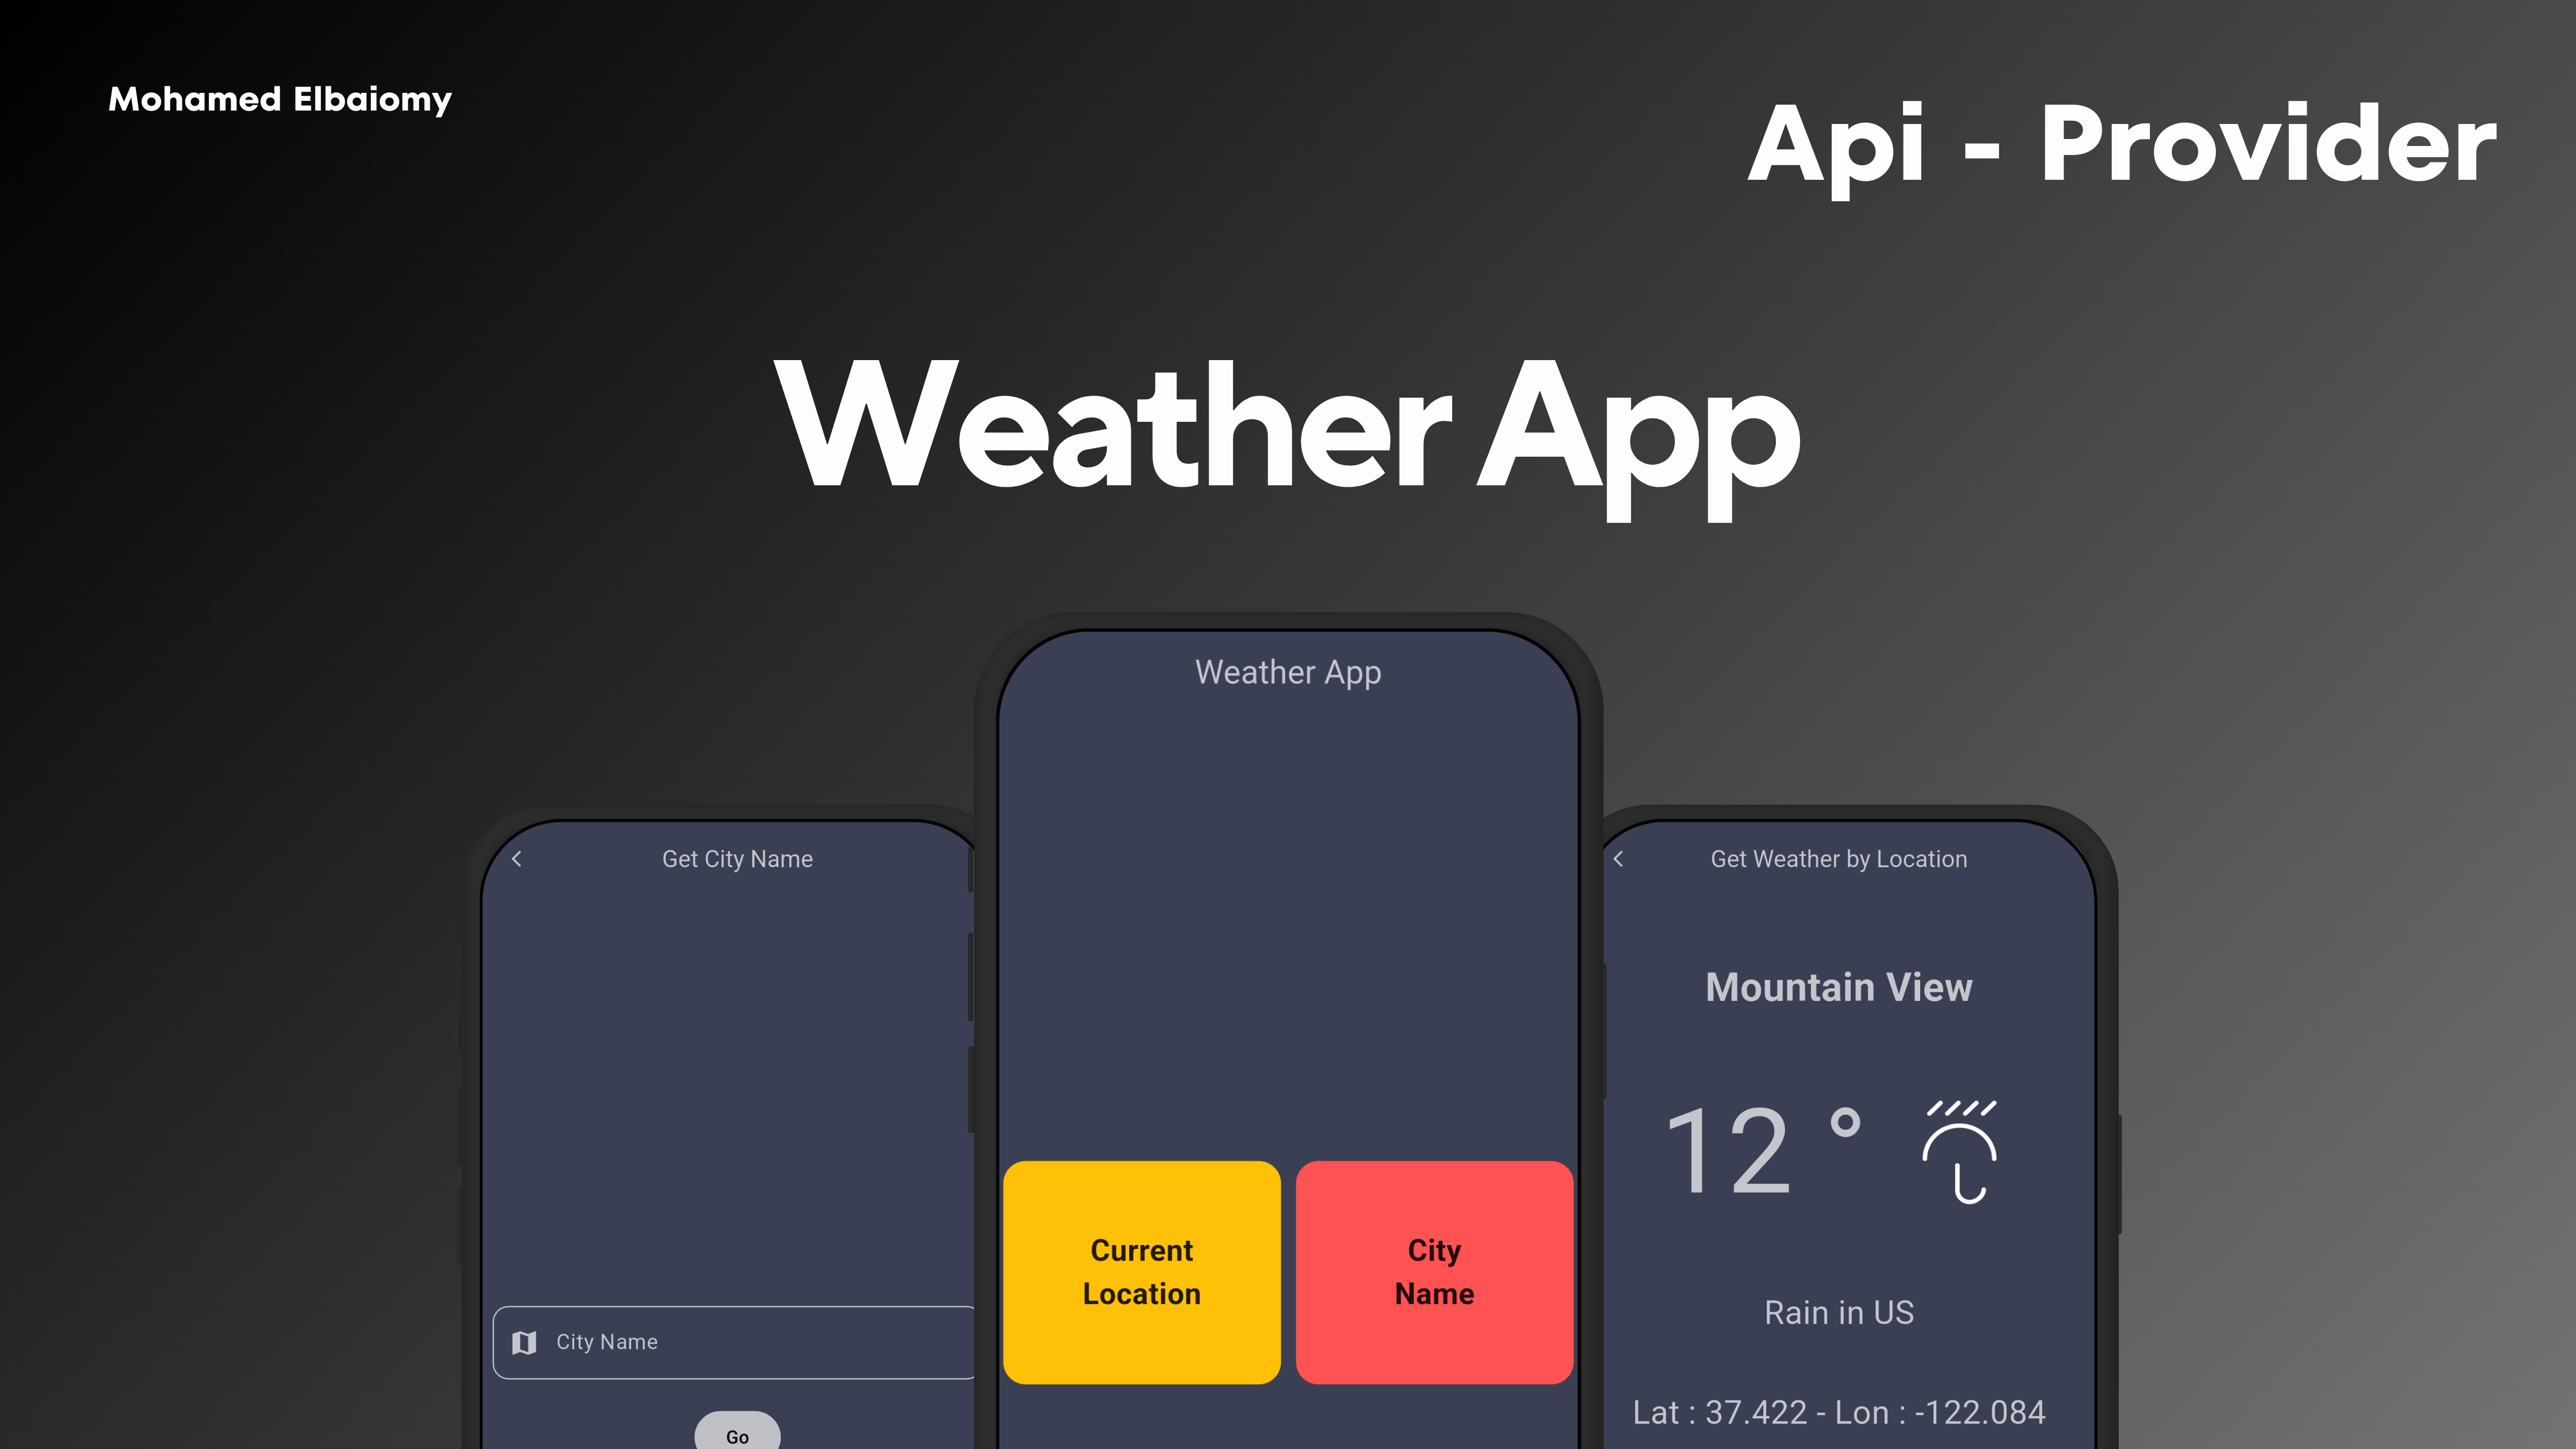 Mohamed Elbaiomy
Api - Provider
Weather App
Get City Name
City Name
Go
Weather App
Current
Location
City
Name
Get Weather by Location
Mountain View
12 °
Rain in US
Lat : 37.422 - Lon : -122.084